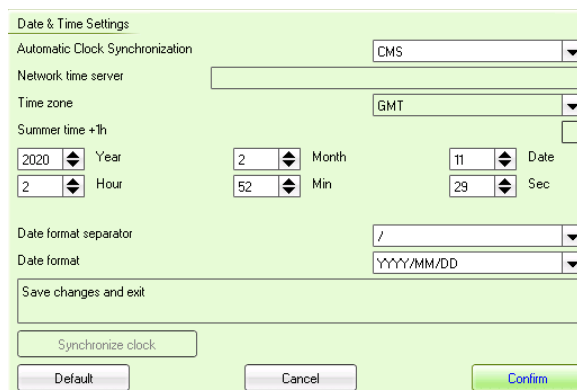 Date & Time Settings
Automatic Clock Synchronization CMS
Network time server
Time zone GMT
Summer time +1h
2020 Year 2 Month 11 Date
2 Hour 52 Min 29 Sec
Date format separator /
Date format YYYY/MM/DD
Save changes and exit
Synchronize clock
Default Cancel Confirm